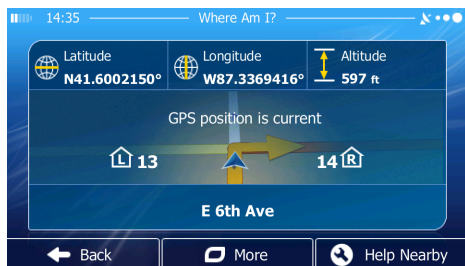 14:35 Where Am I?
Latitude Longitude Altitude
N41.6002150° W87.3369416° 597 ft
GPS position is current
L 13 14 R
E 6th Ave
Back More Help Nearby